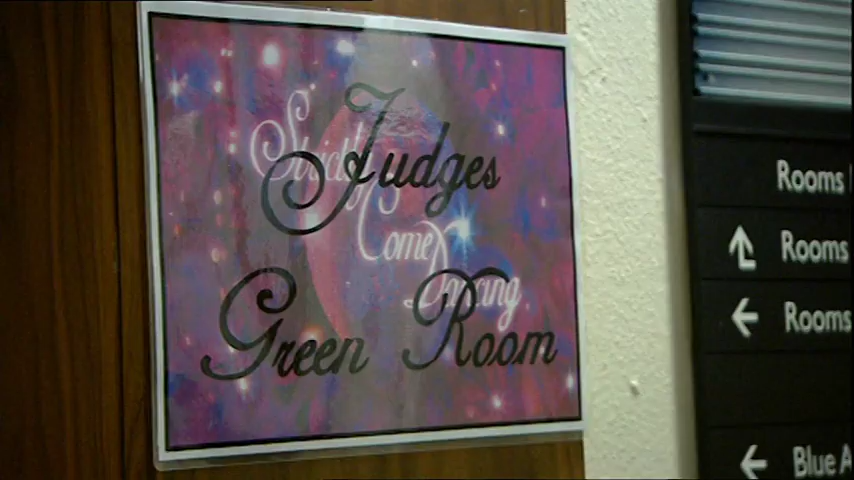 Strictly
Come
Dancing
Judges
Green Room
Rooms
Rooms
Rooms
Blue